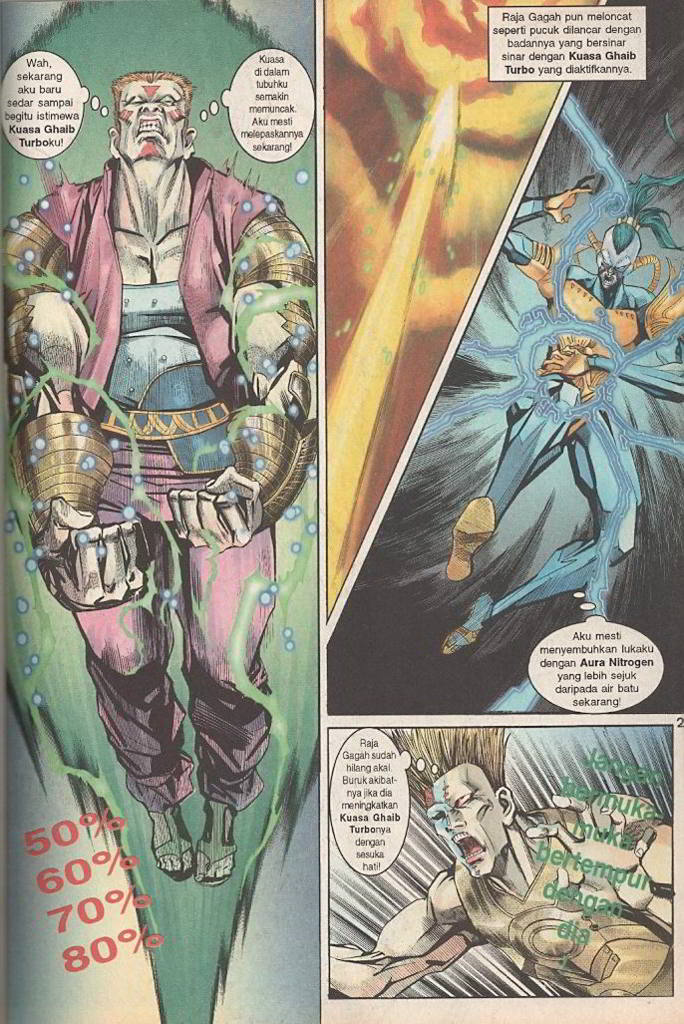 Wah,
sekarang
aku baru
sedar sampai
begitu istimewa
Kuasa Ghaib
Turboku!
Kuasa
di dalam
tubuhku
semakin
memuncak.
Aku mesti
melepaskannya
sekarang!
50%
60%
70%
80%
Raja Gagah pun meloncat
seperti pucuk dilancar dengan
badannya yang bersinar
sinar dengan Kuasa Ghaib
Turbo yang diaktifkannya.
Aku mesti
menyembuhkan lukaku
dengan Aura Nitrogen
yang lebih sejuk
daripada air batu
sekarang!
2
Raja
Gagah sudah
hilang akal.
Buruk akibat-
nya jika dia
meningkatkan
Kuasa Ghaib
Turbonya
dengan
sesuka
hati!
Jangan
bermuka
muka
bertempur
dengan
dia
!